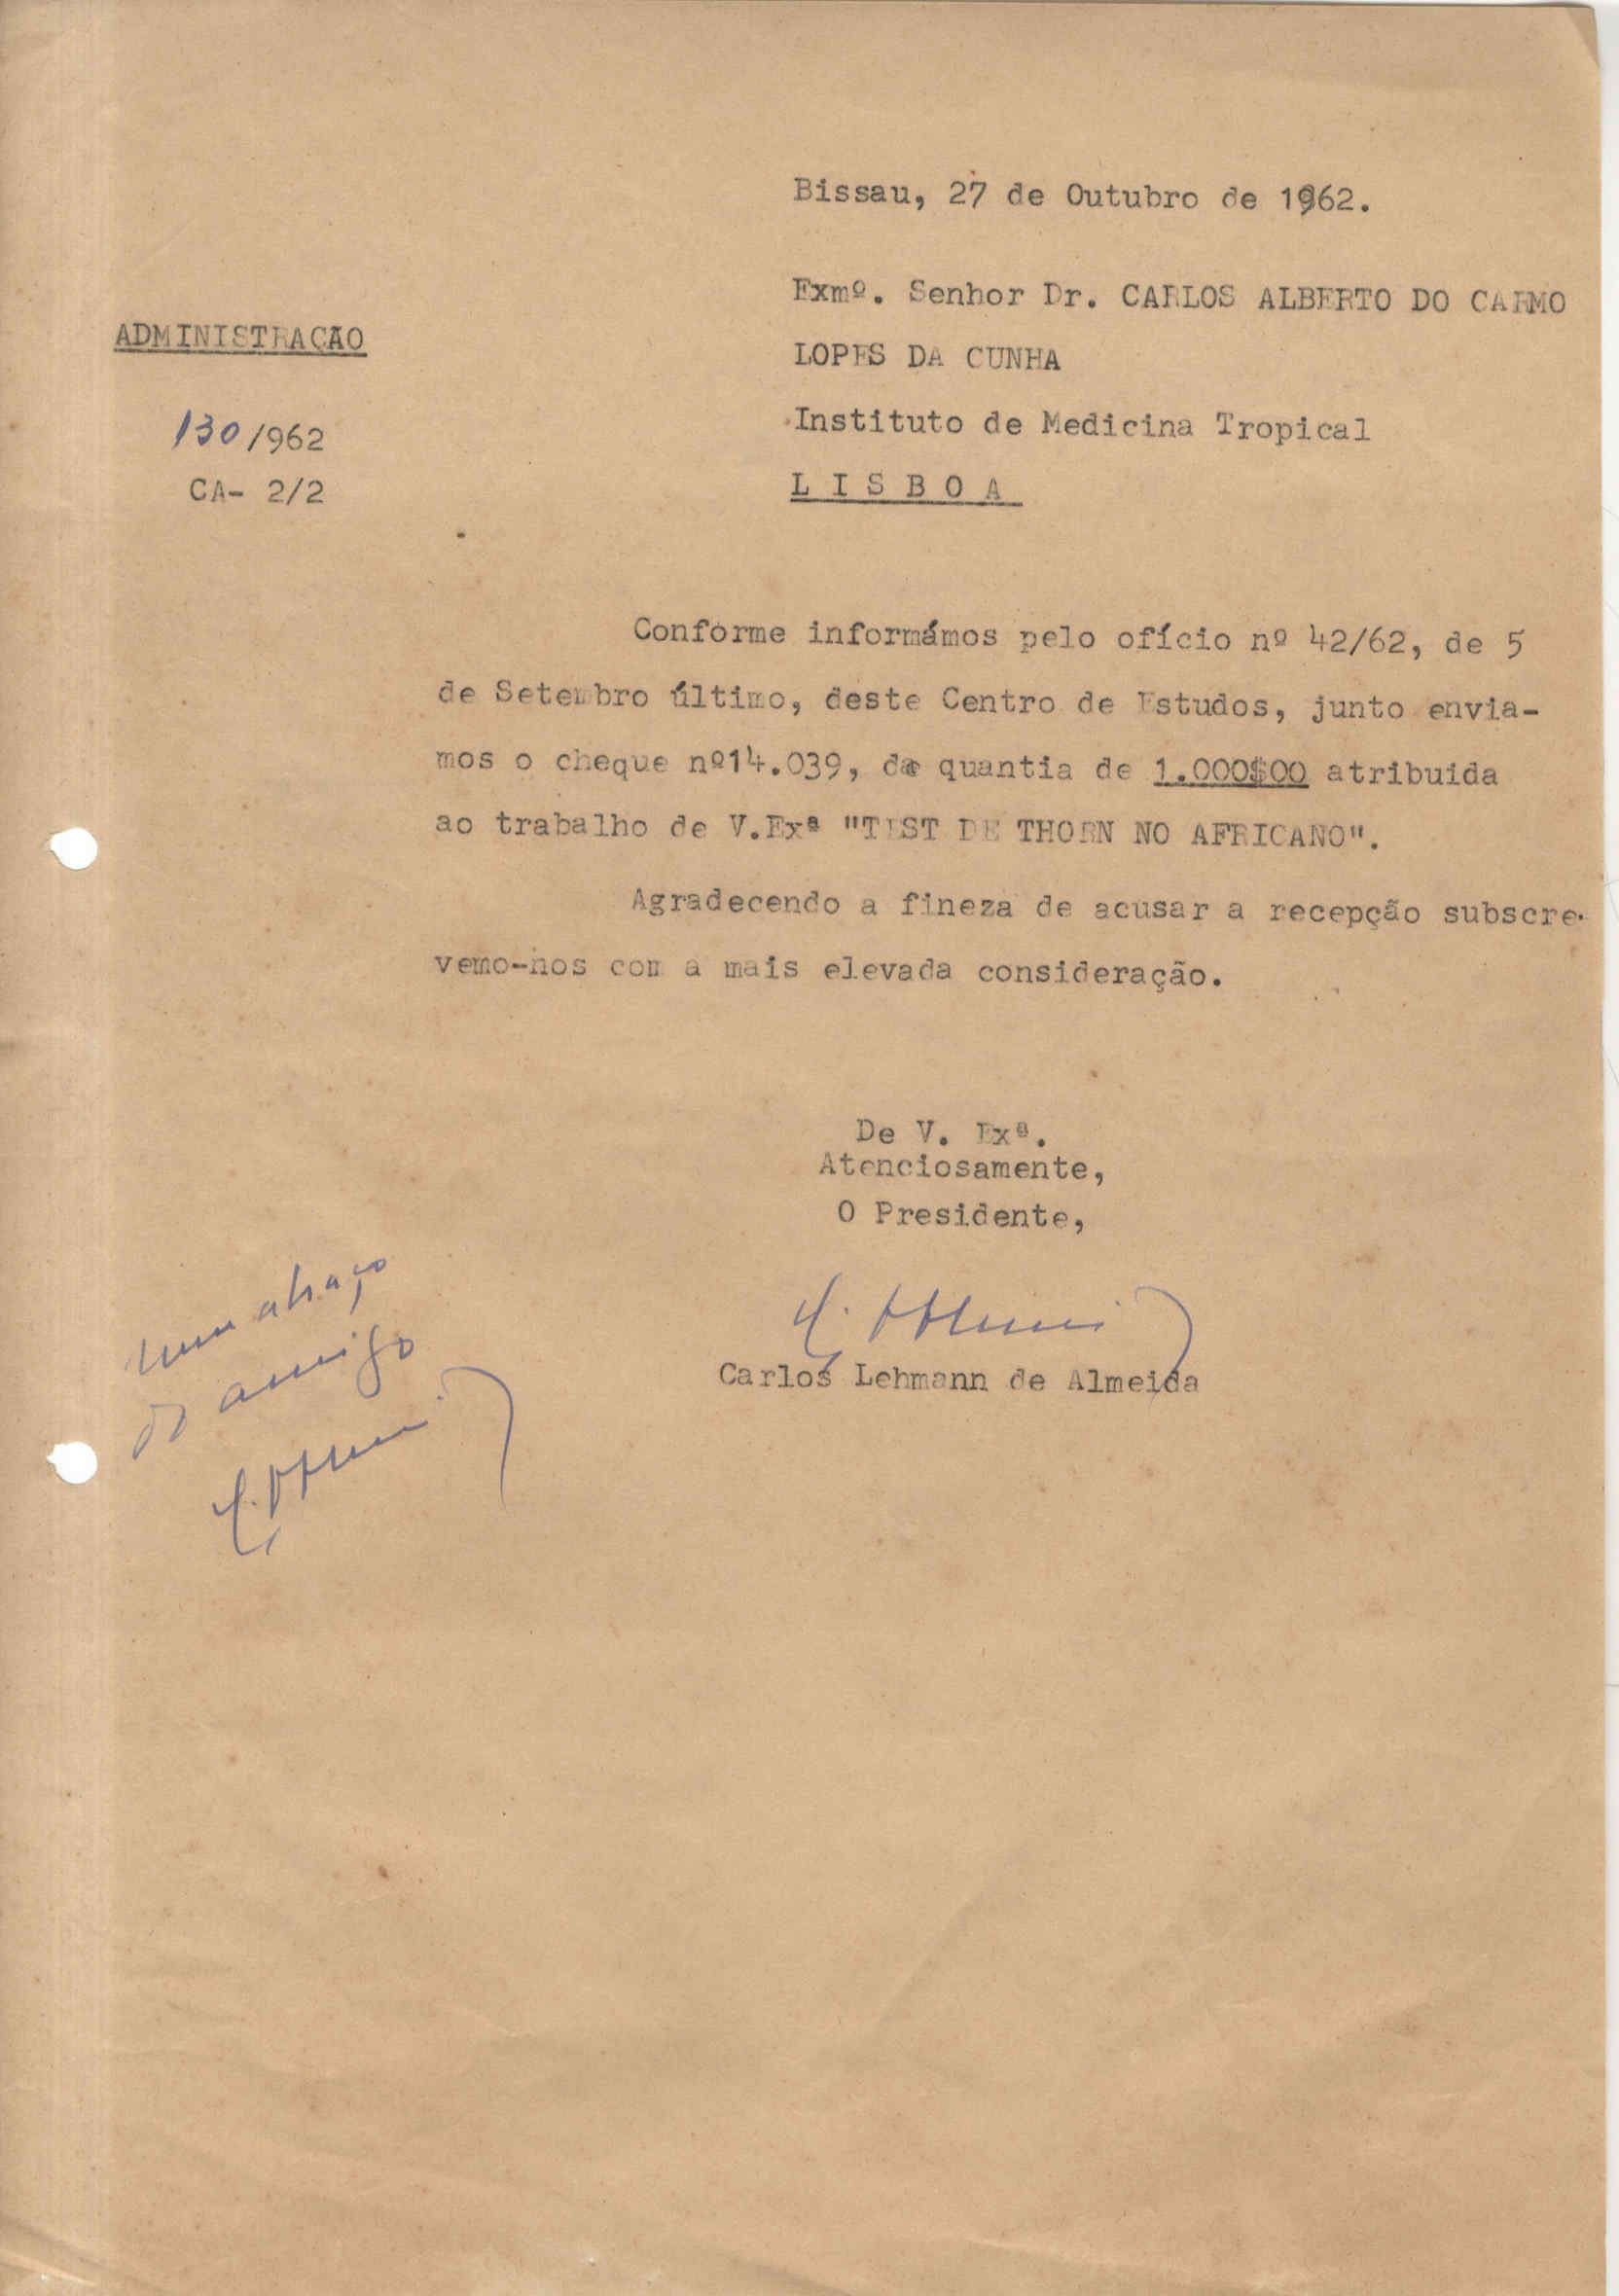 Bissau, 27 de Outubro de 1962.
Exmº. Senhor Dr. CARLOS ALBERTO DO CARMO
LOPES DA CUNHA
Instituto de Medicina Tropical
L I S B O A
ADMINISTRAÇÃO
130/962
CA- 2/2
Conforme informámos pelo ofício nº 42/62, de 5
de Setembro último, deste Centro de Estudos, junto envia-
mos o cheque nº14.039, da quantia de 1.000$00 atribuida
ao trabalho de V.Exª "TEST DE THORN NO AFRICANO".
Agradecendo a fineza de acusar a recepção subscre-
vemo-nos com a mais elevada consideração.
De V. Exª.
Atenciosamente,
O Presidente,
Carlos Lehmann de Almeida
num abraço
do amigo